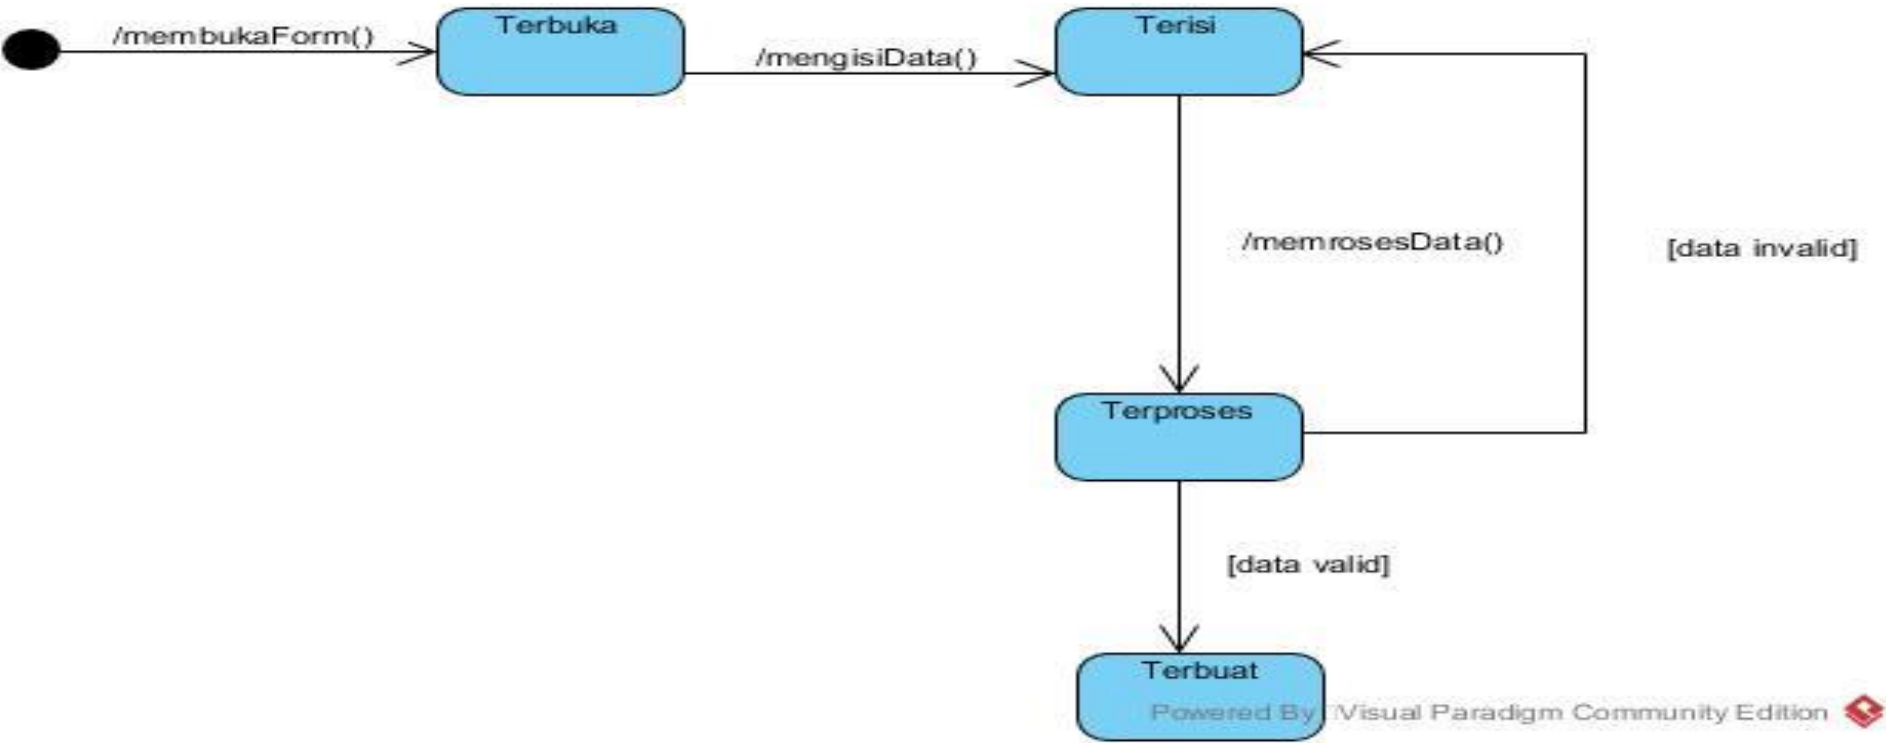 /membukaForm()
Terbuka
/mengisiData()
Terisi
/memrosesData()
[data invalid]
Terproses
[data valid]
Terbuat
Powered By Visual Paradigm Community Edition